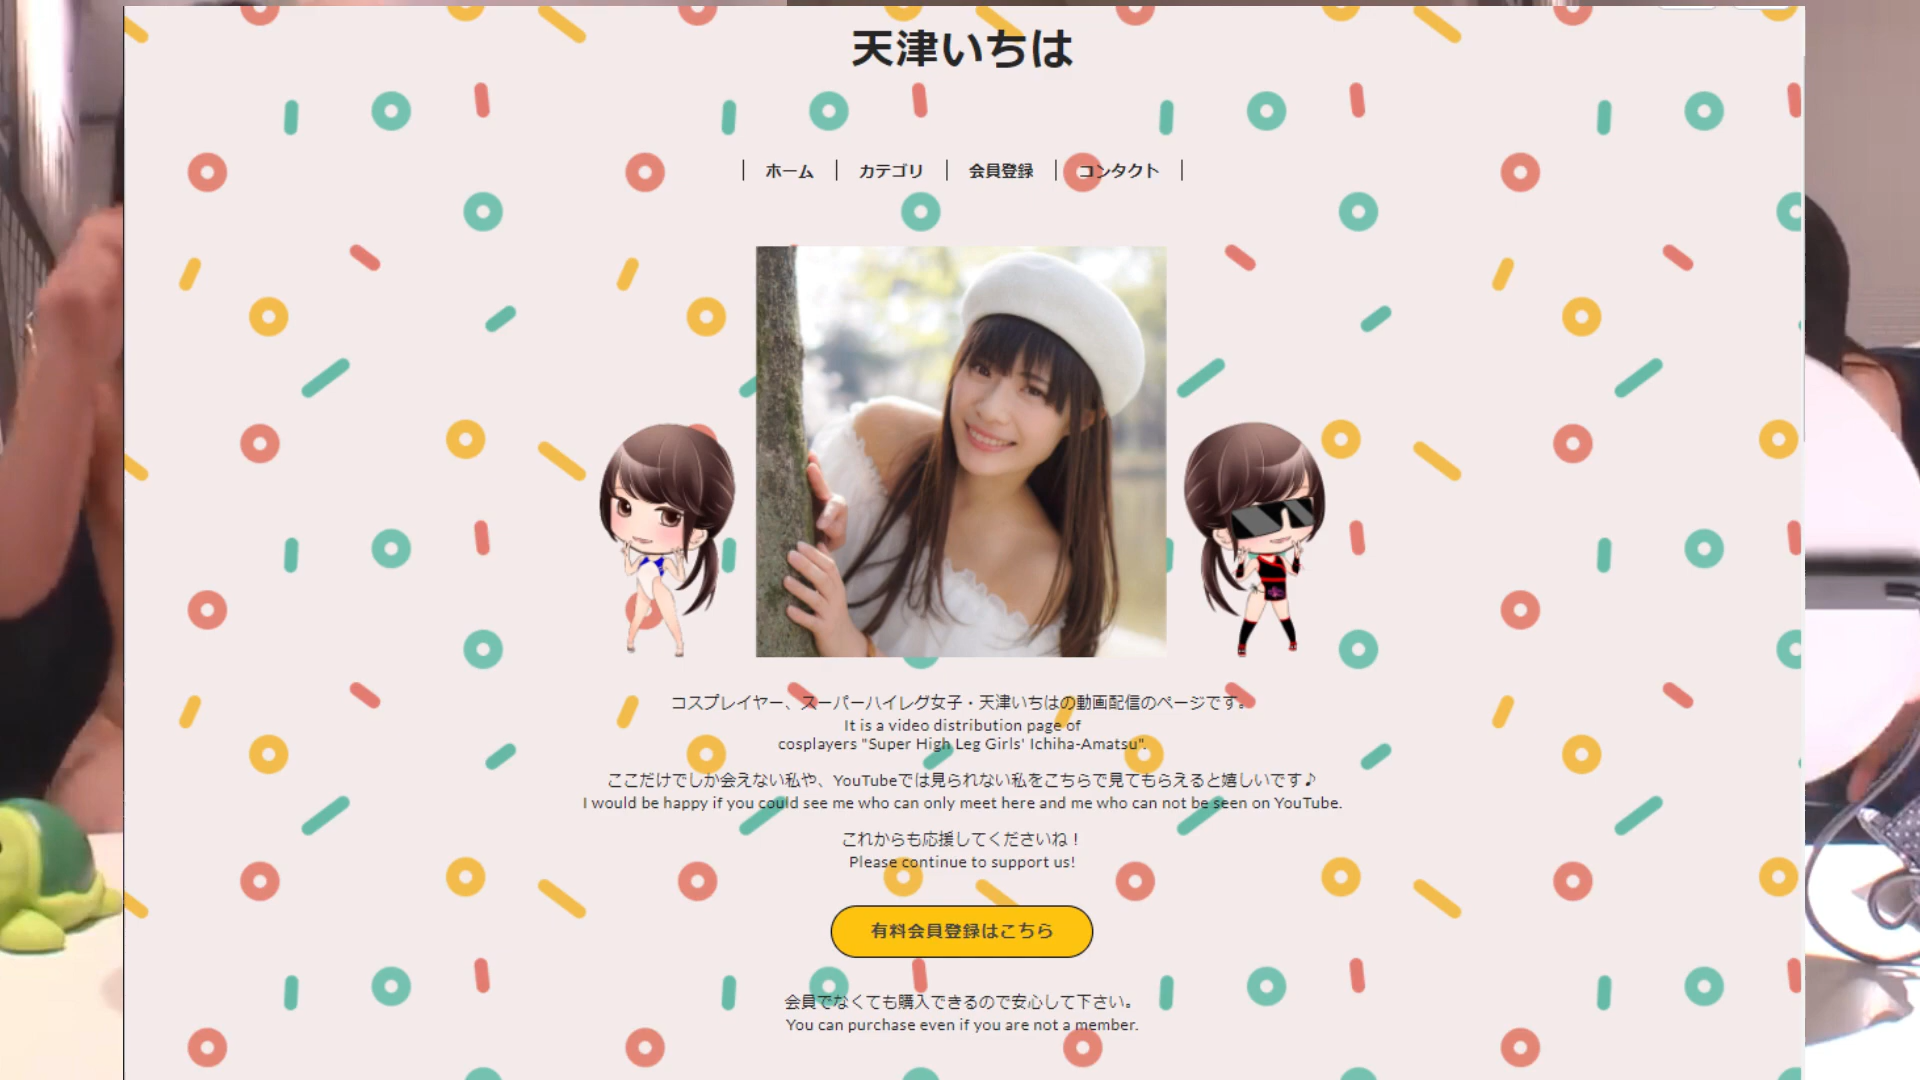 天津いちは
ホーム
カテゴリ
会員登録
コンタクト
コスプレイヤー、スーパーハイレグ女子・天津いちはの動画配信のページです。
It is a video distribution page of
cosplayers "Super High Leg Girls' Ichiha-Amatsu".
ここだけでしか会えない私や、YouTubeでは見られない私をこちらで見てもらえると嬉しいです♪
I would be happy if you could see me who can only meet here and me who can not be seen on YouTube.
これからも応援してくださいね！
Please continue to support us!
有料会員登録はこちら
会員でなくても購入できるので安心して下さい。
You can purchase even if you are not a member.